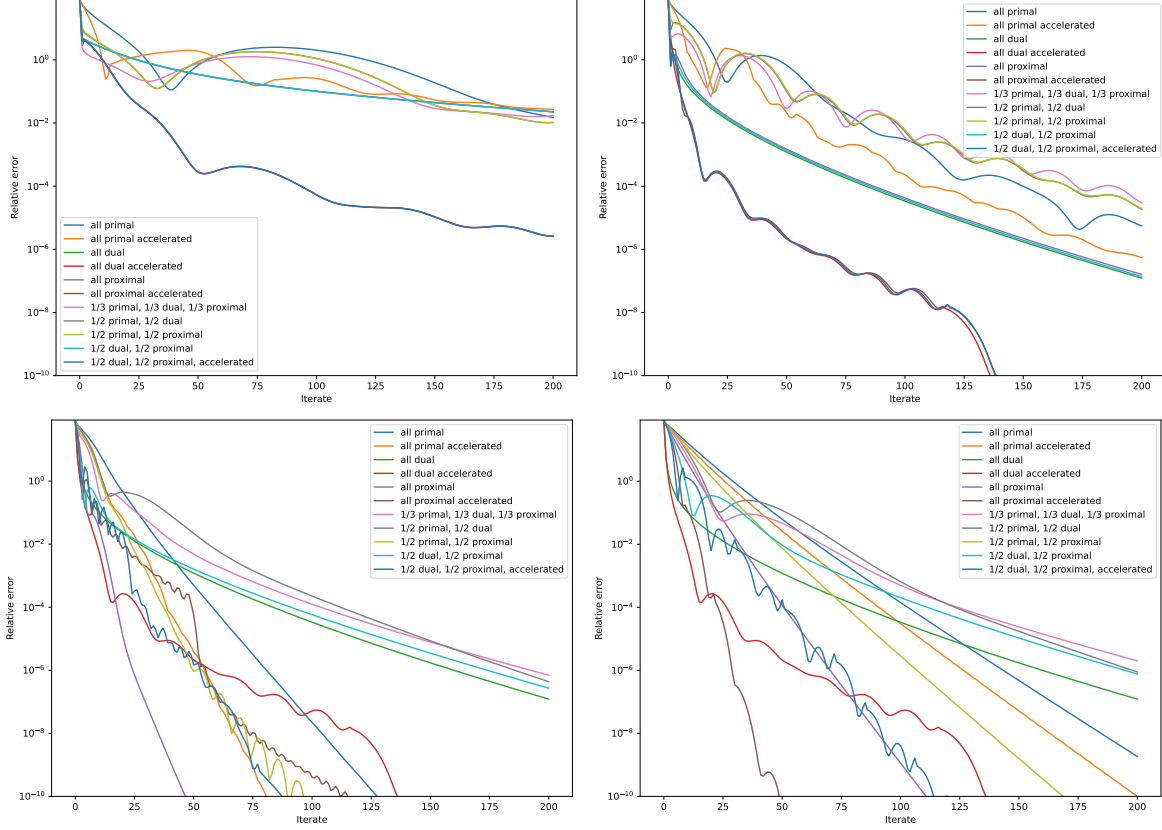 10^0
10^-2
10^-4
10^-6
10^-8
10^-10
Relative error
0 25 50 75 100 125 150 175 200
Iterate
all primal
all primal accelerated
all dual
all dual accelerated
all proximal
all proximal accelerated
1/3 primal, 1/3 dual, 1/3 proximal
1/2 primal, 1/2 dual
1/2 primal, 1/2 proximal
1/2 dual, 1/2 proximal
1/2 dual, 1/2 proximal, accelerated
10^0
10^-2
10^-4
10^-6
10^-8
10^-10
Relative error
0 25 50 75 100 125 150 175 200
Iterate
all primal
all primal accelerated
all dual
all dual accelerated
all proximal
all proximal accelerated
1/3 primal, 1/3 dual, 1/3 proximal
1/2 primal, 1/2 dual
1/2 primal, 1/2 proximal
1/2 dual, 1/2 proximal
1/2 dual, 1/2 proximal, accelerated
10^0
10^-2
10^-4
10^-6
10^-8
10^-10
Relative error
0 25 50 75 100 125 150 175 200
Iterate
all primal
all primal accelerated
all dual
all dual accelerated
all proximal
all proximal accelerated
1/3 primal, 1/3 dual, 1/3 proximal
1/2 primal, 1/2 dual
1/2 primal, 1/2 proximal
1/2 dual, 1/2 proximal
1/2 dual, 1/2 proximal, accelerated
10^0
10^-2
10^-4
10^-6
10^-8
10^-10
Relative error
0 25 50 75 100 125 150 175 200
Iterate
all primal
all primal accelerated
all dual
all dual accelerated
all proximal
all proximal accelerated
1/3 primal, 1/3 dual, 1/3 proximal
1/2 primal, 1/2 dual
1/2 primal, 1/2 proximal
1/2 dual, 1/2 proximal
1/2 dual, 1/2 proximal, accelerated